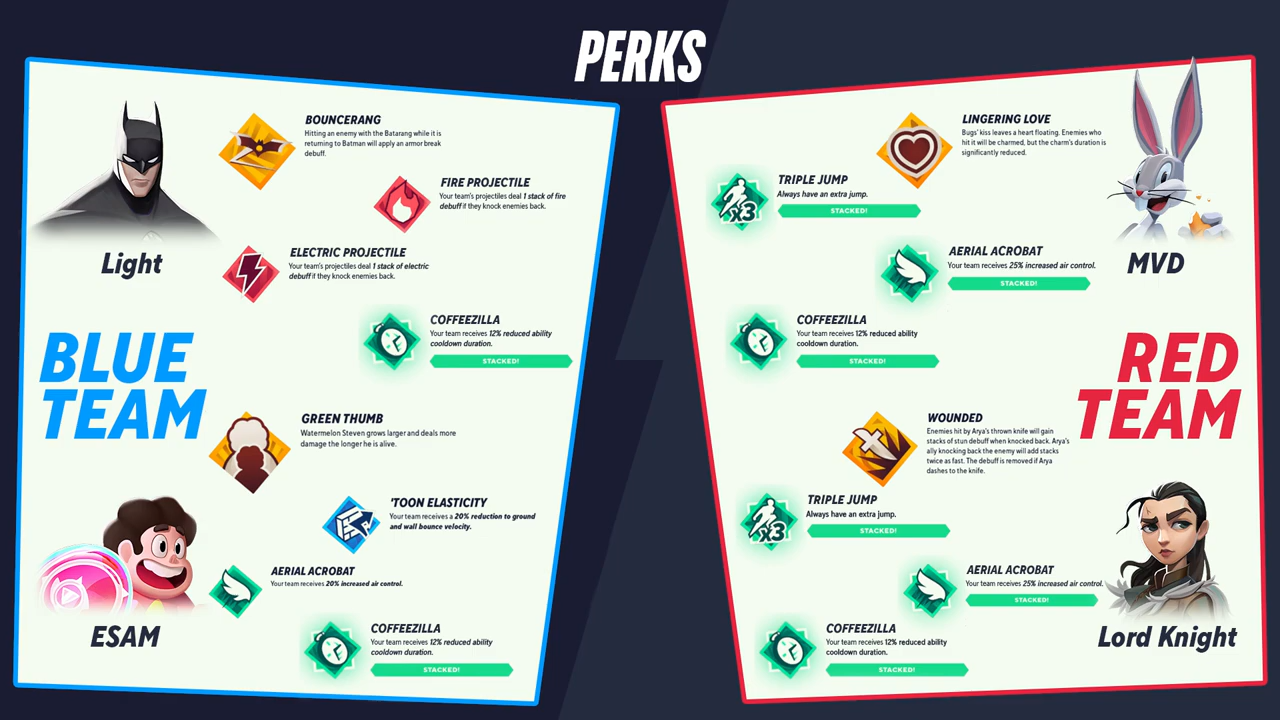 PERKS
BOUNCERANG
Hitting an enemy with the Batarang while it is
returning to Batman will apply an armor break
debuff.
FIRE PROJECTILE
Your team's projectiles deal 1 stack of fire
debuff if they knock enemies back.
Light
ELECTRIC PROJECTILE
Your team's projectiles deal 1 stack of electric
debuff if they knock enemies back.
COFFEEZILLA
Your team receives 12% reduced ability
cooldown duration.
STACKED!
BLUE
TEAM
GREEN THUMB
Watermelon Steven grows larger and deals more
damage the longer he is alive.
'TOON ELASTICITY
Your team receives a 20% reduction to ground
and wall bounce velocity.
AERIAL ACROBAT
Your team receives 20% increased air control.
ESAM
COFFEEZILLA
Your team receives 12% reduced ability
cooldown duration.
STACKED!
LINGERING LOVE
Bugs' kiss leaves a heart floating. Enemies who
hit it will be charmed, but the charm's duration is
significantly reduced.
TRIPLE JUMP
Always have an extra jump.
x3
STACKED!
AERIAL ACROBAT
Your team receives 25% increased air control.
STACKED!
MVD
COFFEEZILLA
Your team receives 12% reduced ability
cooldown duration.
STACKED!
RED
TEAM
WOUNDED
Enemies hit by Arya's thrown knife will gain
stacks of stun debuff when knocked back. Arya's
ally knocking back the enemy will add stacks
twice as fast. The debuff is removed if Arya
dashes to the knife.
TRIPLE JUMP
Always have an extra jump.
x3
STACKED!
AERIAL ACROBAT
Your team receives 25% increased air control.
STACKED!
Lord Knight
COFFEEZILLA
Your team receives 12% reduced ability
cooldown duration.
STACKED!